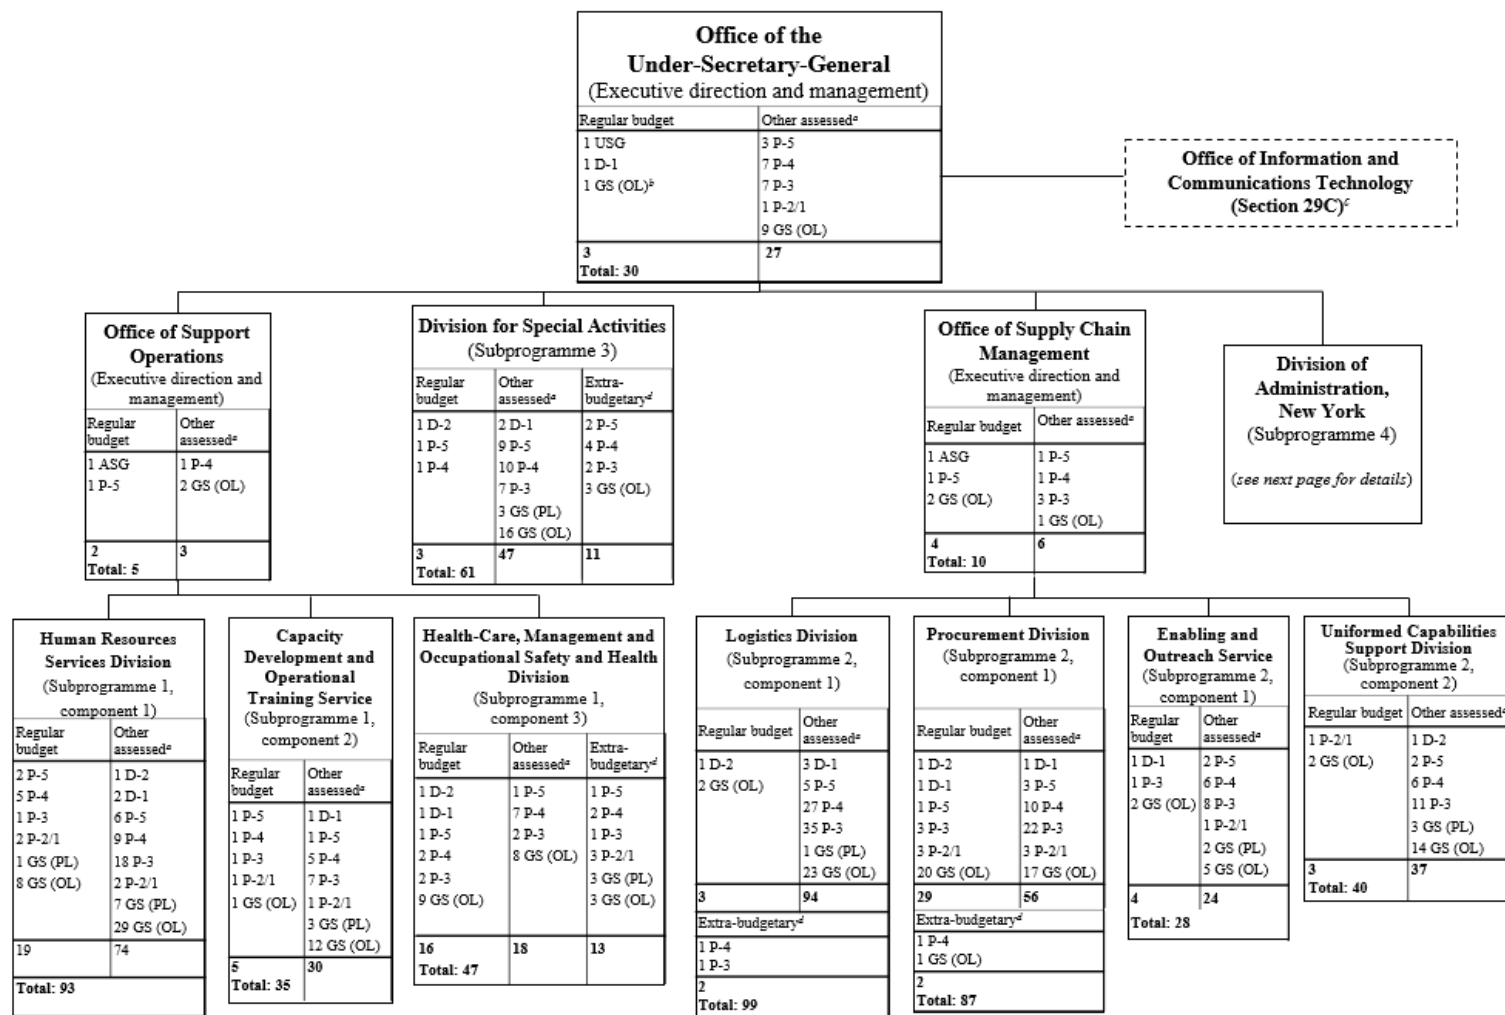 Office of the
Under-Secretary-General
(Executive direction and management)
Regular budget
Other assessedᵃ
1 USG
1 D-1
1 GS (OL)ᵇ
3 P-5
7 P-4
7 P-3
1 P-2/1
9 GS (OL)
3
27
Total: 30
Office of Information and
Communications Technology
(Section 29C)ᶜ
Office of Support
Operations
(Executive direction and
management)
Regular
budget
Other
assessedᵃ
1 ASG
1 P-5
1 P-4
2 GS (OL)
2
3
Total: 5
Division for Special Activities
(Subprogramme 3)
Regular
budget
Other
assessedᵃ
Extra-
budgetaryᵈ
1 D-2
1 P-5
1 P-4
2 D-1
9 P-5
10 P-4
7 P-3
3 GS (PL)
16 GS (OL)
2 P-5
4 P-4
2 P-3
3 GS (OL)
3
47
11
Total: 61
Office of Supply Chain
Management
(Executive direction and
management)
Regular budget
Other assessedᵃ
1 ASG
1 P-5
2 GS (OL)
1 P-5
1 P-4
3 P-3
1 GS (OL)
4
6
Total: 10
Division of
Administration,
New York
(Subprogramme 4)
(see next page for details)
Human Resources
Services Division
(Subprogramme 1,
component 1)
Regular
budget
Other
assessedᵃ
2 P-5
5 P-4
1 P-3
2 P-2/1
1 GS (PL)
8 GS (OL)
1 D-2
2 D-1
6 P-5
9 P-4
18 P-3
2 P-2/1
7 GS (PL)
29 GS (OL)
19
74
Total: 93
Capacity
Development and
Operational
Training Service
(Subprogramme 1,
component 2)
Regular
budget
Other
assessedᵃ
1 P-5
1 P-4
1 P-3
1 P-2/1
1 GS (OL)
1 D-1
1 P-5
5 P-4
7 P-3
1 P-2/1
3 GS (PL)
12 GS (OL)
5
30
Total: 35
Health-Care, Management and
Occupational Safety and Health
Division
(Subprogramme 1,
component 3)
Regular
budget
Other
assessedᵃ
Extra-
budgetaryᵈ
1 D-2
1 D-1
1 P-5
2 P-4
2 P-3
9 GS (OL)
1 P-5
7 P-4
2 P-3
8 GS (OL)
1 P-5
2 P-4
1 P-3
3 P-2/1
3 GS (PL)
3 GS (OL)
16
18
13
Total: 47
Logistics Division
(Subprogramme 2,
component 1)
Regular budget
Other
assessedᵃ
1 D-2
2 GS (OL)
3 D-1
5 P-5
27 P-4
35 P-3
1 GS (PL)
23 GS (OL)
3
94
Extra-budgetaryᵈ
1 P-4
1 P-3
2
Total: 99
Procurement Division
(Subprogramme 2,
component 1)
Regular budget
Other
assessedᵃ
1 D-2
1 D-1
1 P-5
3 P-3
3 P-2/1
20 GS (OL)
1 D-1
3 P-5
10 P-4
22 P-3
3 P-2/1
17 GS (OL)
29
56
Extra-budgetaryᵈ
1 P-4
1 GS (OL)
2
Total: 87
Enabling and
Outreach Service
(Subprogramme 2,
component 1)
Regular
budget
Other
assessedᵃ
1 D-1
1 P-3
2 GS (OL)
2 P-5
6 P-4
8 P-3
1 P-2/1
2 GS (PL)
5 GS (OL)
4
24
Total: 28
Uniformed Capabilities
Support Division
(Subprogramme 2,
component 2)
Regular budget
Other assessedᵃ
1 P-2/1
2 GS (OL)
1 D-2
2 P-5
6 P-4
11 P-3
3 GS (PL)
14 GS (OL)
3
37
Total: 40